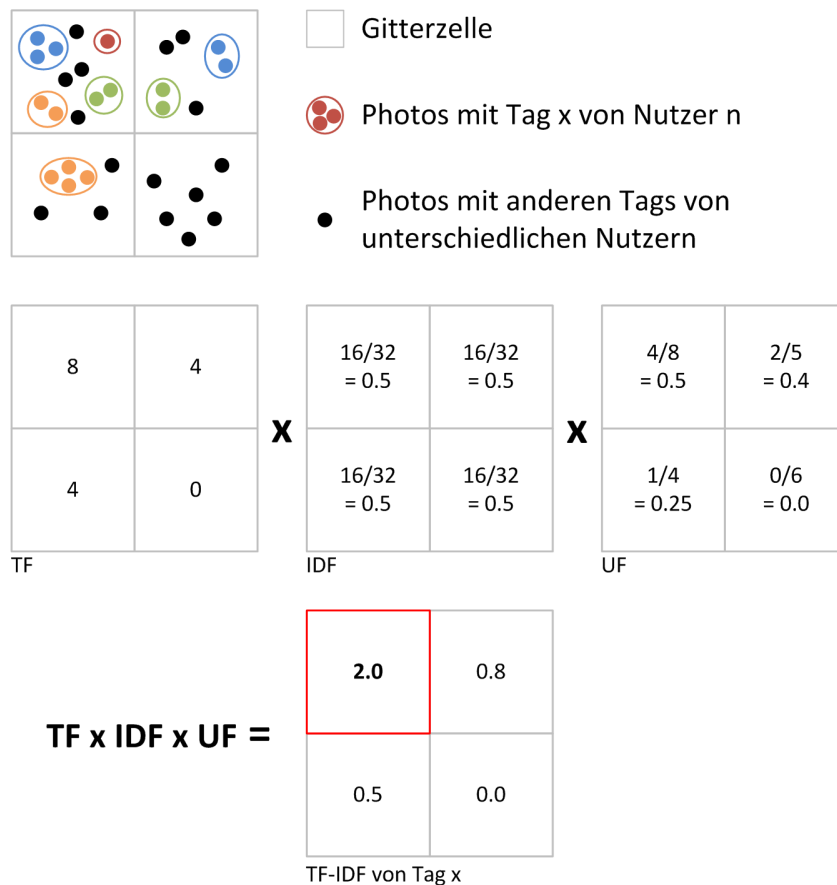 Gitterzelle
Photos mit Tag x von Nutzer n
Photos mit anderen Tags von
unterschiedlichen Nutzern
8
4
4
0
TF
x
16/32
= 0.5
16/32
= 0.5
16/32
= 0.5
16/32
= 0.5
IDF
x
4/8
= 0.5
2/5
= 0.4
1/4
= 0.25
0/6
= 0.0
UF
TF x IDF x UF =
2.0
0.8
0.5
0.0
TF-IDF von Tag x